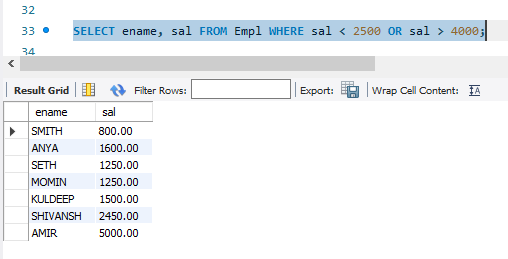 32
33 SELECT ename, sal FROM Empl WHERE sal < 2500 OR sal > 4000;
34
Result Grid Filter Rows: Export: Wrap Cell Content: IA
ename sal
SMITH 800.00
ANYA 1600.00
SETH 1250.00
MOMIN 1250.00
KULDEEP 1500.00
SHIVANSH 2450.00
AMIR 5000.00